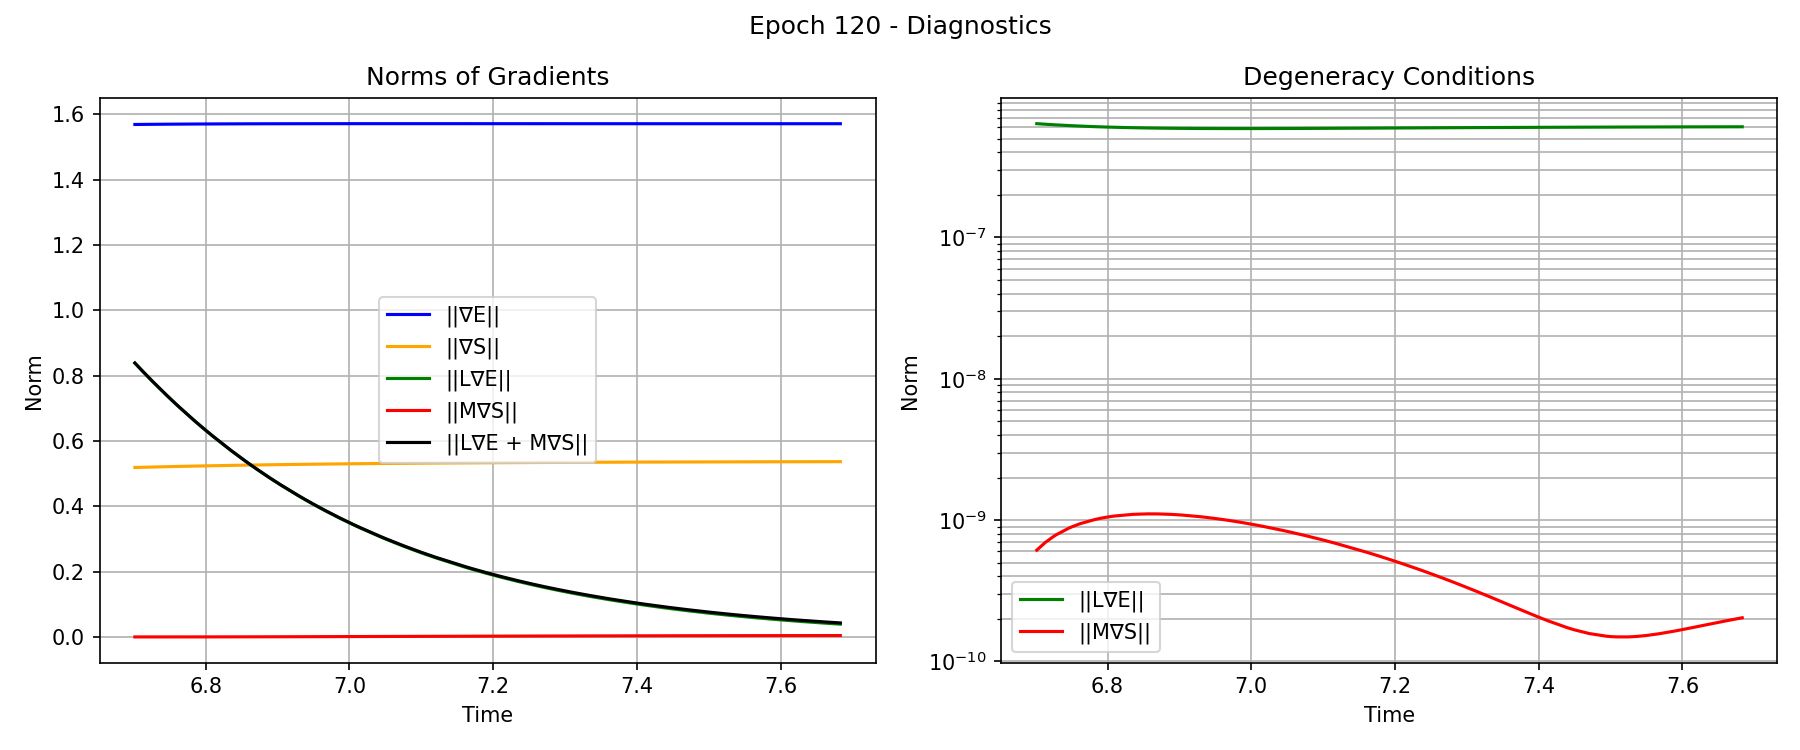 Epoch 120 - Diagnostics
Norms of Gradients
Norm
1.6
1.4
1.2
1.0
0.8
0.6
0.4
0.2
0.0
||∇E||
||∇S||
||L∇E||
||M∇S||
||L∇E + M∇S||
6.8
7.0
7.2
7.4
7.6
Time
Degeneracy Conditions
Norm
10⁻⁷
10⁻⁸
10⁻⁹
10⁻¹⁰
||L∇E||
||M∇S||
6.8
7.0
7.2
7.4
7.6
Time